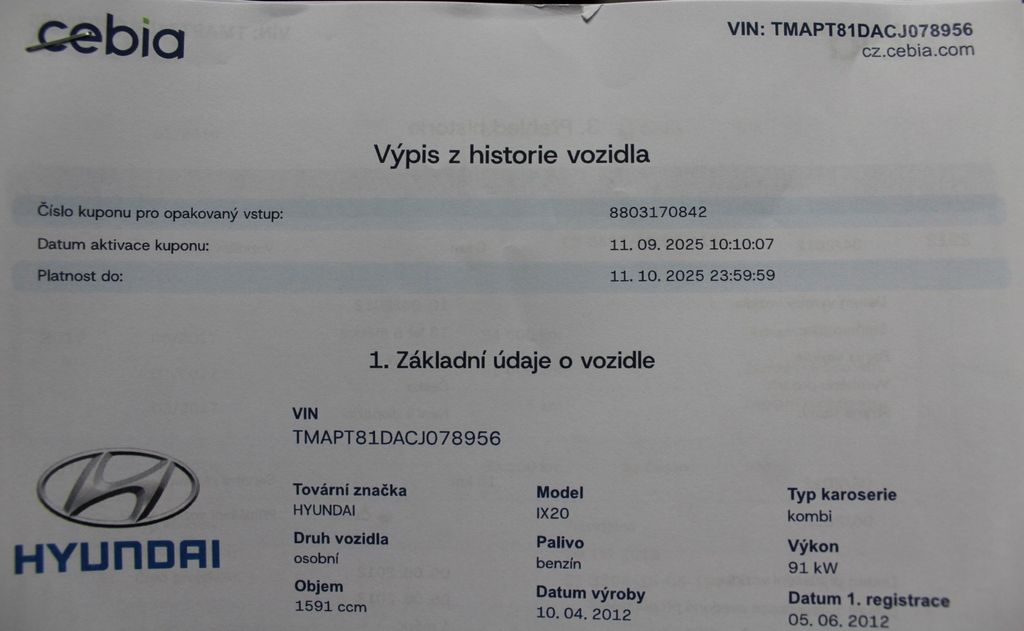 cebia
VIN: TMAPT81DACJ078956
cz.cebia.com
Výpis z historie vozidla
Číslo kuponu pro opakovaný vstup: 8803170842
Datum aktivace kuponu: 11. 09. 2025 10:10:07
Platnost do: 11. 10. 2025 23:59:59
1. Základní údaje o vozidle
VIN
TMAPT81DACJ078956
HYUNDAI
Tovární značka Model Typ karoserie
HYUNDAI IX20 kombi
Druh vozidla Palivo Výkon
osobní benzín 91 kW
Objem Datum výroby Datum 1. registrace
1591 ccm 10. 04. 2012 05. 06. 2012